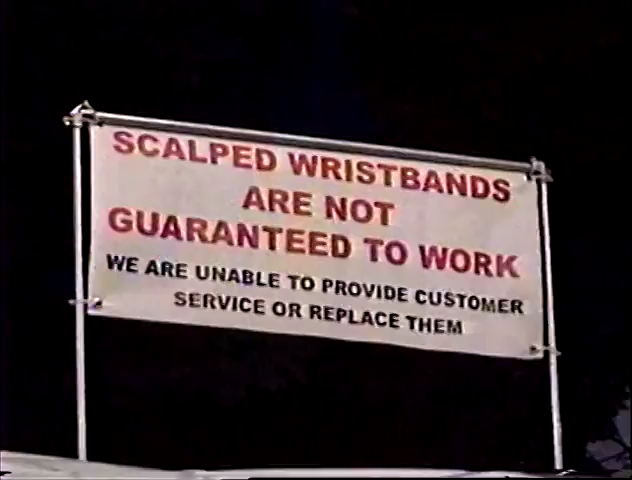 SCALPED WRISTBANDS
ARE NOT
GUARANTEED TO WORK
WE ARE UNABLE TO PROVIDE CUSTOMER
SERVICE OR REPLACE THEM